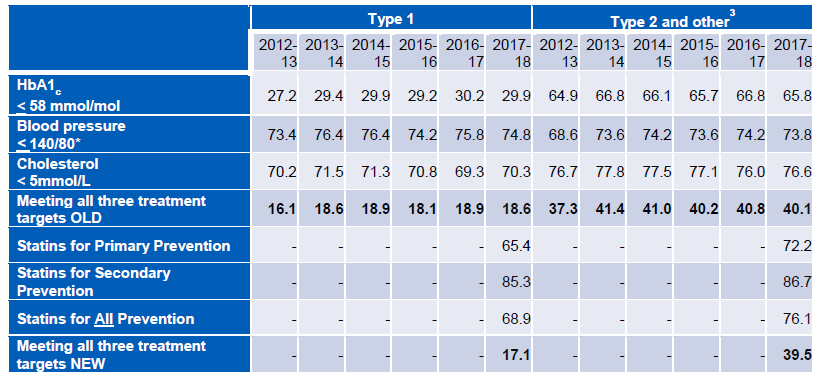 Type 1 Type 2 and other3
2012- 2013- 2014- 2015- 2016- 2017- 2012- 2013- 2014- 2015- 2016- 2017-
13 14 15 16 17 18 13 14 15 16 17 18
HbA1c
< 58 mmol/mol 27.2 29.4 29.9 29.2 30.2 29.9 64.9 66.8 66.1 65.7 66.8 65.8
Blood pressure
< 140/80* 73.4 76.4 76.4 74.2 75.8 74.8 68.6 73.6 74.2 73.6 74.2 73.8
Cholesterol
< 5mmol/L 70.2 71.5 71.3 70.8 69.3 70.3 76.7 77.8 77.5 77.1 76.0 76.6
Meeting all three treatment
targets OLD 16.1 18.6 18.9 18.1 18.9 18.6 37.3 41.4 41.0 40.2 40.8 40.1
Statins for Primary Prevention - - - - - 65.4 - - - - - 72.2
Statins for Secondary
Prevention - - - - - 85.3 - - - - - 86.7
Statins for All Prevention - - - - - 68.9 - - - - - 76.1
Meeting all three treatment
targets NEW - - - - - 17.1 - - - - - 39.5